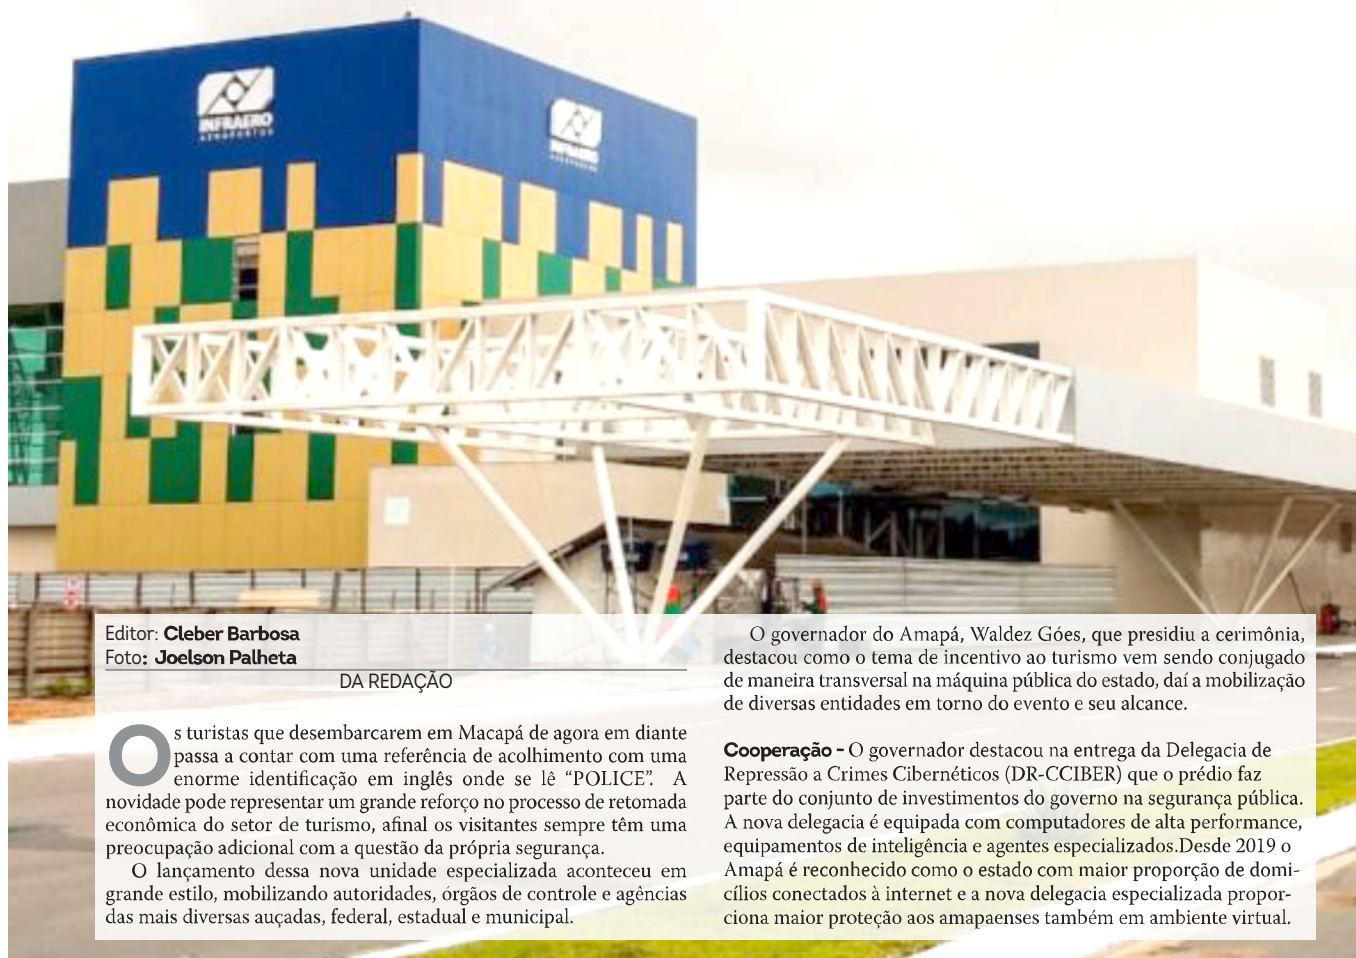 INFRAERO
AEROPORTOS
INFRAERO
AEROPORTOS
Editor: Cleber Barbosa
Foto: Joelson Palheta
DA REDAÇÃO
Os turistas que desembarcarem em Macapá de agora em diante
passa a contar com uma referência de acolhimento com uma
enorme identificação em inglês onde se lê “POLICE”. A
novidade pode representar um grande reforço no processo de retomada
econômica do setor de turismo, afinal os visitantes sempre têm uma
preocupação adicional com a questão da própria segurança.
O lançamento dessa nova unidade especializada aconteceu em
grande estilo, mobilizando autoridades, órgãos de controle e agências
das mais diversas auçadas, federal, estadual e municipal.
O governador do Amapá, Waldez Góes, que presidiu a cerimônia,
destacou como o tema de incentivo ao turismo vem sendo conjugado
de maneira transversal na máquina pública do estado, daí a mobilização
de diversas entidades em torno do evento e seu alcance.
Cooperação - O governador destacou na entrega da Delegacia de
Repressão a Crimes Cibernéticos (DR-CCIBER) que o prédio faz
parte do conjunto de investimentos do governo na segurança pública.
A nova delegacia é equipada com computadores de alta performance,
equipamentos de inteligência e agentes especializados.Desde 2019 o
Amapá é reconhecido como o estado com maior proporção de domi-
cílios conectados à internet e a nova delegacia especializada propor-
ciona maior proteção aos amapaenses também em ambiente virtual.